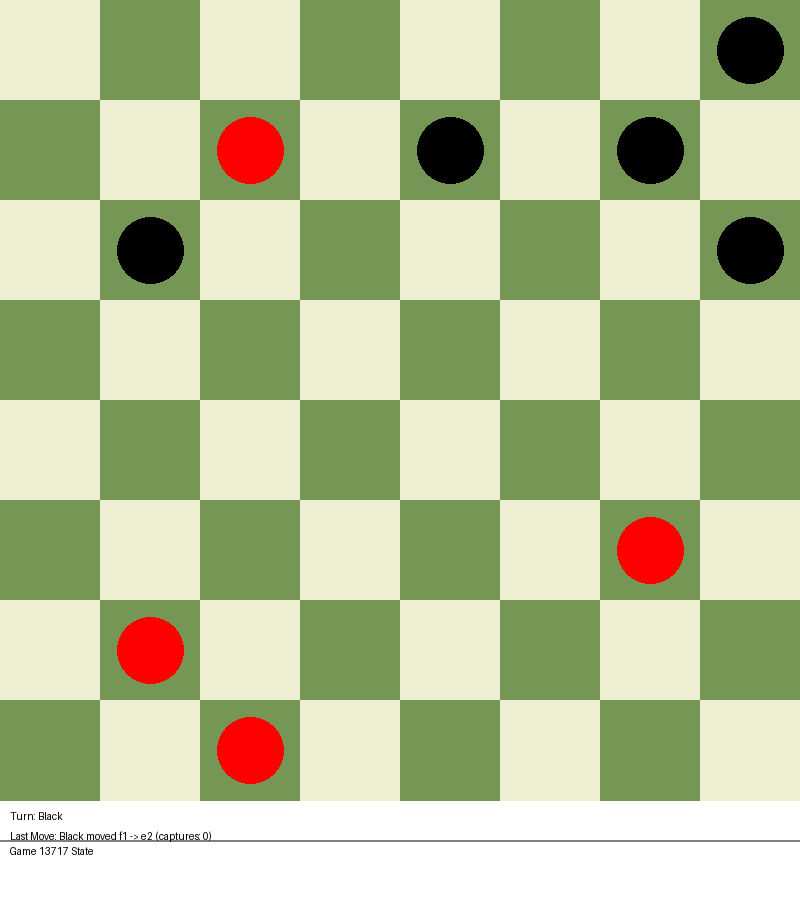 Turn: Black
Last Move: Black moved f1 -> e2 (captures: 0)
Game 13717 State